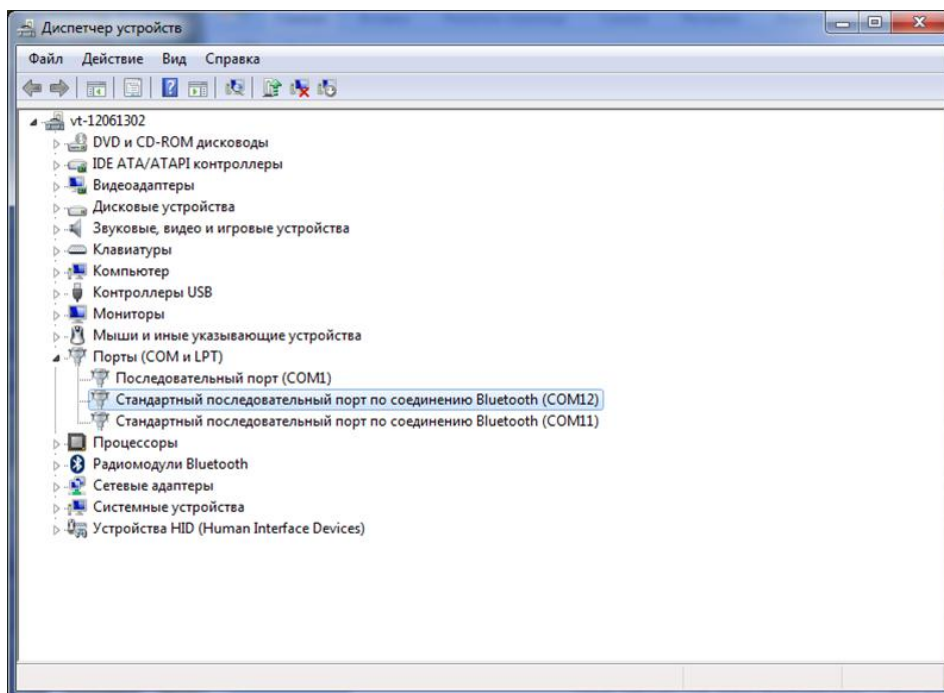 Диспетчер устройств
Файл Действие Вид Справка
vt-12061302
DVD и CD-ROM дисководы
IDE ATA/ATAPI контроллеры
Видеоадаптеры
Дисковые устройства
Звуковые, видео и игровые устройства
Клавиатуры
Компьютер
Контроллеры USB
Мониторы
Мыши и иные указывающие устройства
Порты (COM и LPT)
Последовательный порт (COM1)
Стандартный последовательный порт по соединению Bluetooth (COM12)
Стандартный последовательный порт по соединению Bluetooth (COM11)
Процессоры
Радиомодули Bluetooth
Сетевые адаптеры
Системные устройства
Устройства HID (Human Interface Devices)